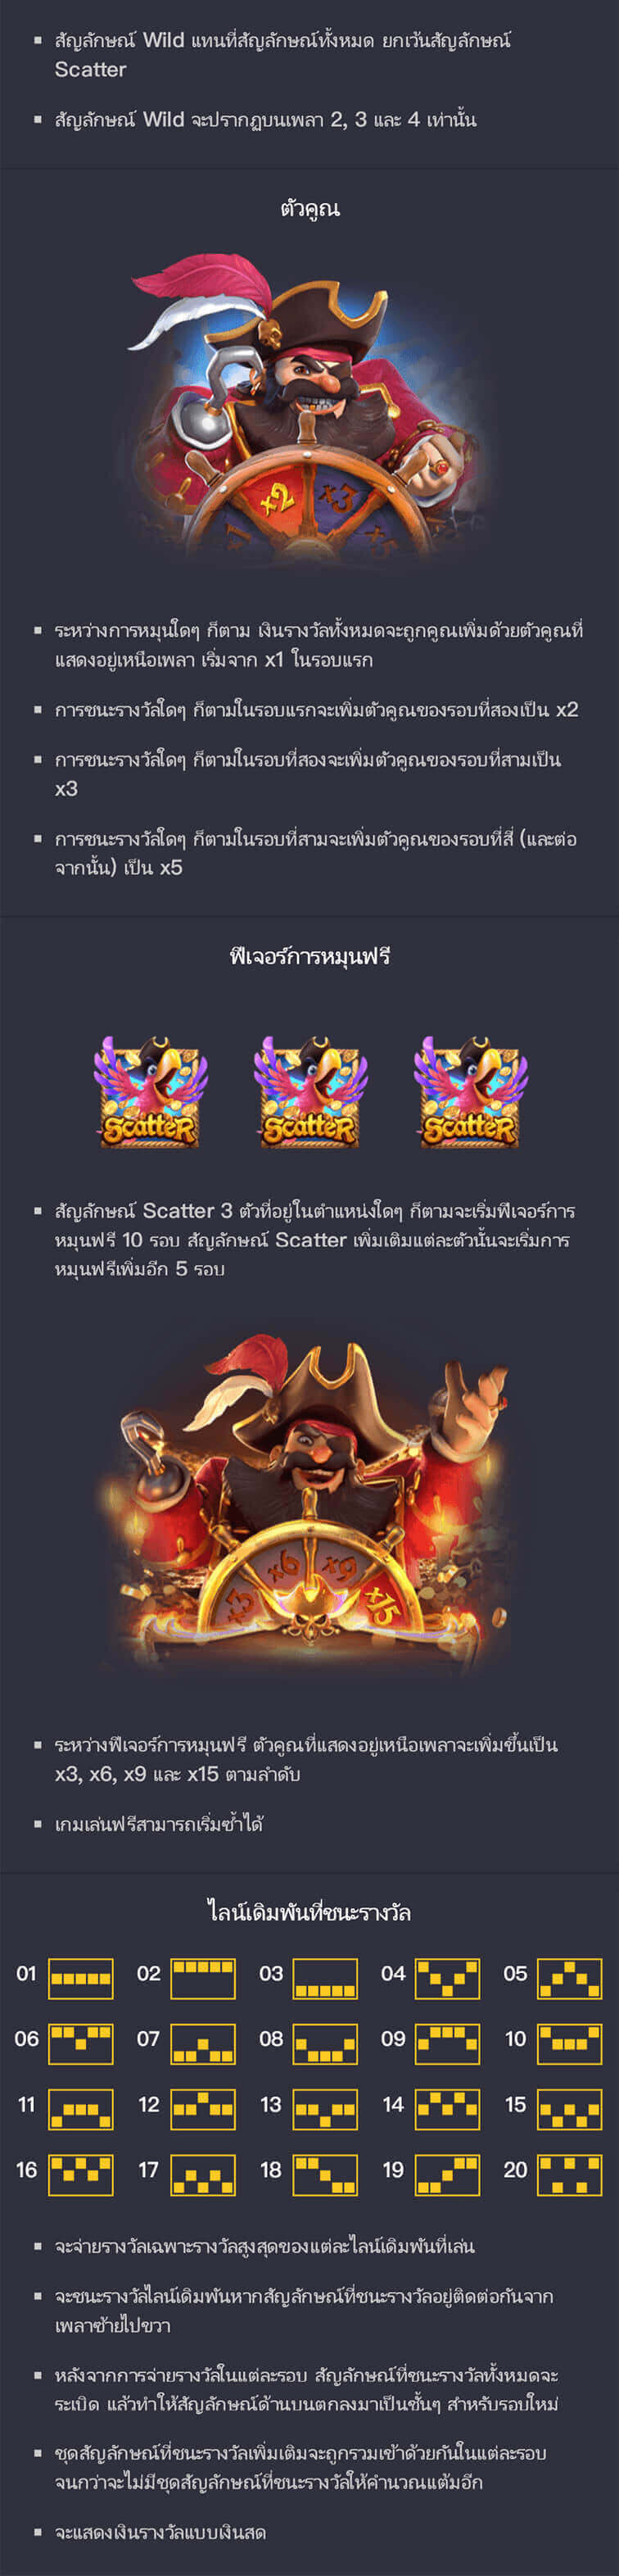 สัญลักษณ์ Wild แทนที่สัญลักษณ์ทั้งหมด ยกเว้นสัญลักษณ์
Scatter
สัญลักษณ์ Wild จะปรากฏบนเพลา 2, 3 และ 4 เท่านั้น
ตัวคูณ
x1 x2 x3 x5
ระหว่างการหมุนใดๆ ก็ตาม เงินรางวัลทั้งหมดจะถูกคูณเพิ่มด้วยตัวคูณที่
แสดงอยู่เหนือเพลา เริ่มจาก x1 ในรอบแรก
การชนะรางวัลใดๆ ก็ตามในรอบแรกจะเพิ่มตัวคูณของรอบที่สองเป็น x2
การชนะรางวัลใดๆ ก็ตามในรอบที่สองจะเพิ่มตัวคูณของรอบที่สามเป็น
x3
การชนะรางวัลใดๆ ก็ตามในรอบที่สามจะเพิ่มตัวคูณของรอบที่สี่ (และต่อ
จากนั้น) เป็น x5
ฟีเจอร์การหมุนฟรี
Scatter Scatter Scatter
สัญลักษณ์ Scatter 3 ตัวที่อยู่ในตำแหน่งใดๆ ก็ตามจะเริ่มฟีเจอร์การ
หมุนฟรี 10 รอบ สัญลักษณ์ Scatter เพิ่มเติมแต่ละตัวนั้นจะเริ่มการ
หมุนฟรีเพิ่มอีก 5 รอบ
x3 x6 x9 x15
ระหว่างฟีเจอร์การหมุนฟรี ตัวคูณที่แสดงอยู่เหนือเพลาจะเพิ่มขึ้นเป็น
x3, x6, x9 และ x15 ตามลำดับ
เกมเล่นฟรีสามารถเริ่มซ้ำได้
ไลน์เดิมพันที่ชนะรางวัล
01 02 03 04 05
06 07 08 09 10
11 12 13 14 15
16 17 18 19 20
จะจ่ายรางวัลเฉพาะรางวัลสูงสุดของแต่ละไลน์เดิมพันที่เล่น
จะชนะรางวัลไลน์เดิมพันหากสัญลักษณ์ที่ชนะรางวัลอยู่ติดต่อกันจาก
เพลาซ้ายไปขวา
หลังจากการจ่ายรางวัลในแต่ละรอบ สัญลักษณ์ที่ชนะรางวัลทั้งหมดจะ
ระเบิด แล้วทำให้สัญลักษณ์ด้านบนตกลงมาเป็นชั้นๆ สำหรับรอบใหม่
ชุดสัญลักษณ์ที่ชนะรางวัลเพิ่มเติมจะถูกรวมเข้าด้วยกันในแต่ละรอบ
จนกว่าจะไม่มีชุดสัญลักษณ์ที่ชนะรางวัลให้คำนวณแต้มอีก
จะแสดงเงินรางวัลแบบเงินสด